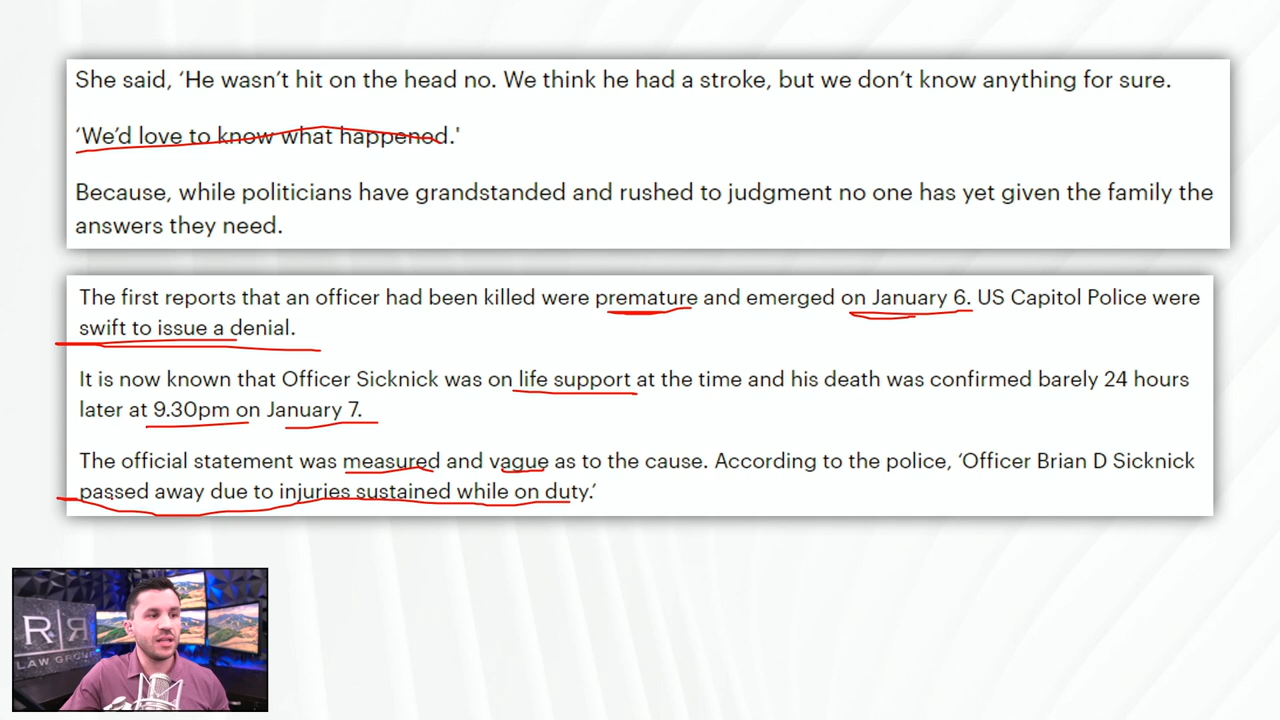 She said, ‘He wasn’t hit on the head no. We think he had a stroke, but we don’t know anything for sure.
‘We’d love to know what happened.'
Because, while politicians have grandstanded and rushed to judgment no one has yet given the family the
answers they need.
The first reports that an officer had been killed were premature and emerged on January 6. US Capitol Police were
swift to issue a denial.
It is now known that Officer Sicknick was on life support at the time and his death was confirmed barely 24 hours
later at 9.30pm on January 7.
The official statement was measured and vague as to the cause. According to the police, ‘Officer Brian D Sicknick
passed away due to injuries sustained while on duty.’
R|R
LAW GROUP